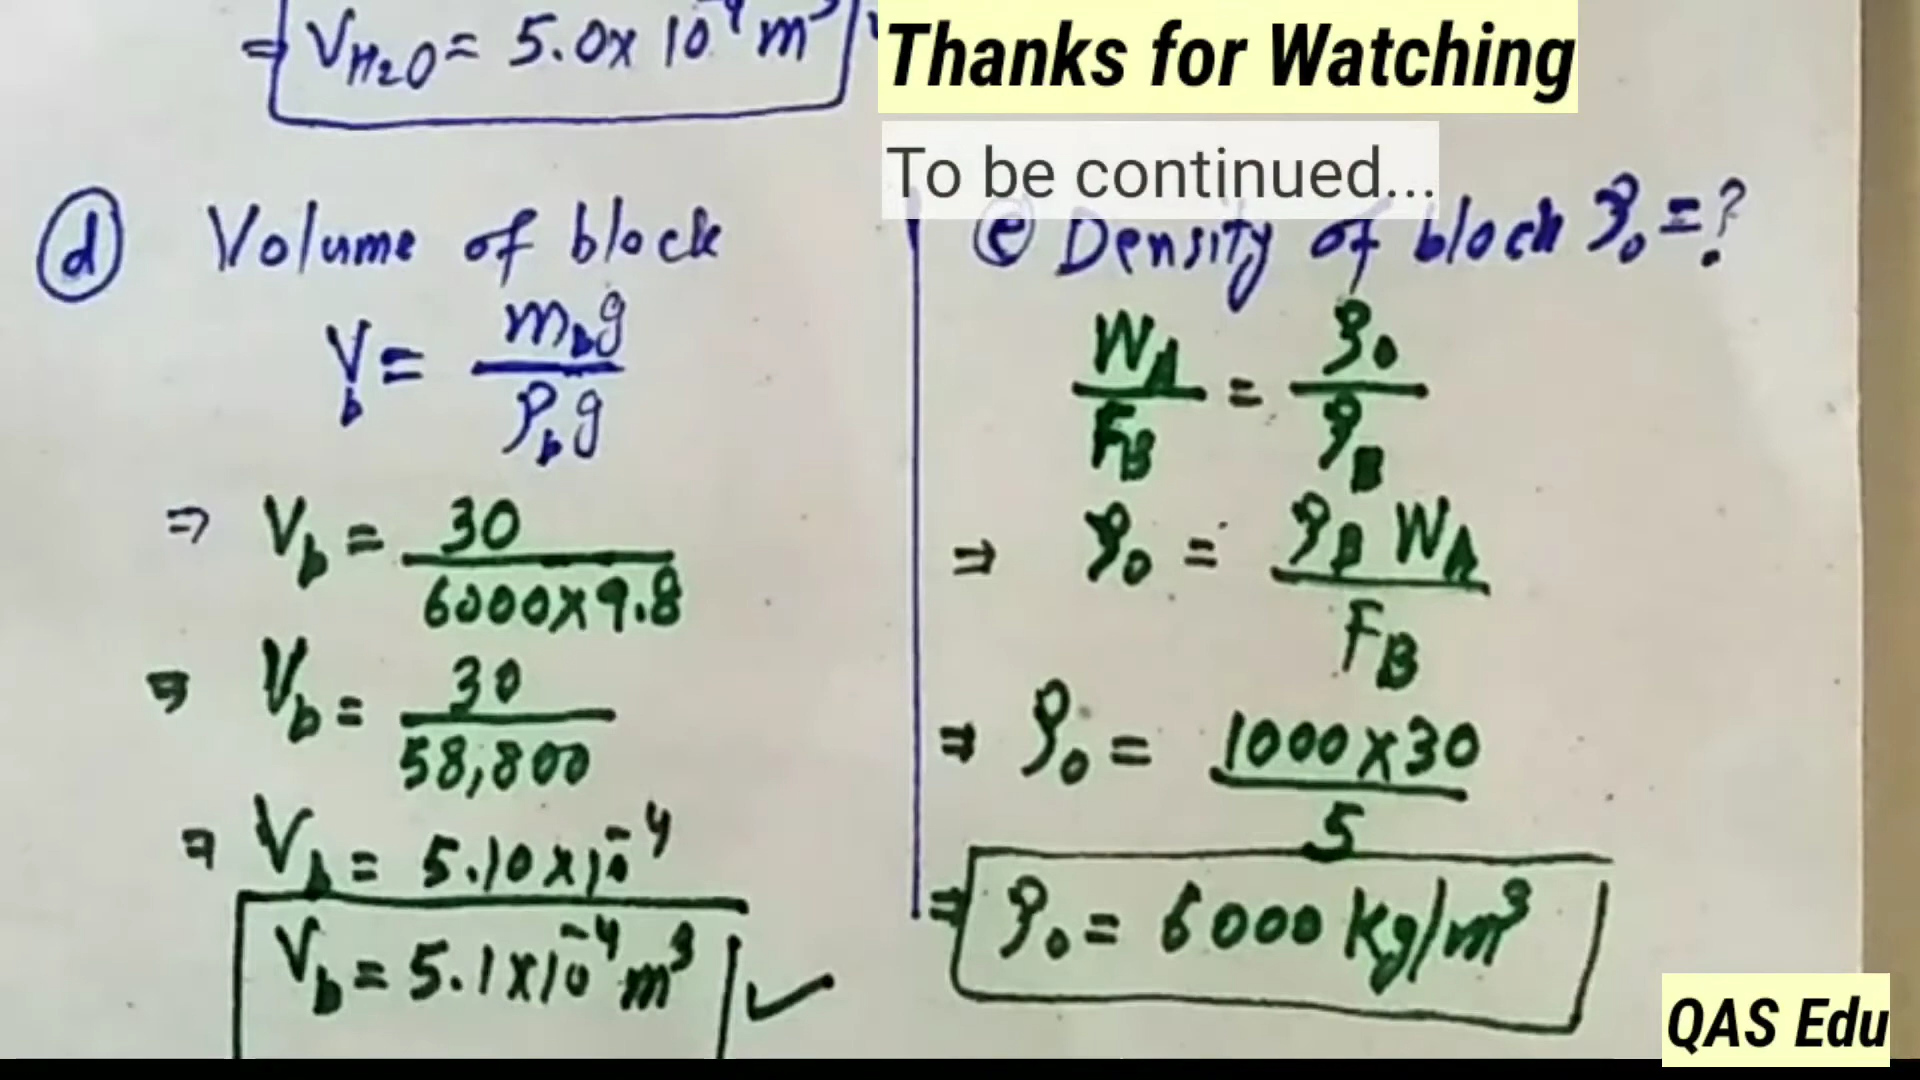 ⇒ V_H₂O = 5.0 x 10⁻⁴ m³
Thanks for Watching
To be continued...
(d) Volume of block
V_b = m_b g / ρ_b g
⇒ V_b = 30 / 6000 x 9.8
⇒ V_b = 30 / 58,800
⇒ V_b = 5.10 x 10⁻⁴
V_b = 5.1 x 10⁻⁴ m³ ✓
(e) Density of block ρ₀ = ?
W_A / F_B = ρ₀ / ρ_B
⇒ ρ₀ = ρ_B W_A / F_B
⇒ ρ₀ = 1000 x 30 / 5
⇒ ρ₀ = 6000 kg/m³
QAS Edu